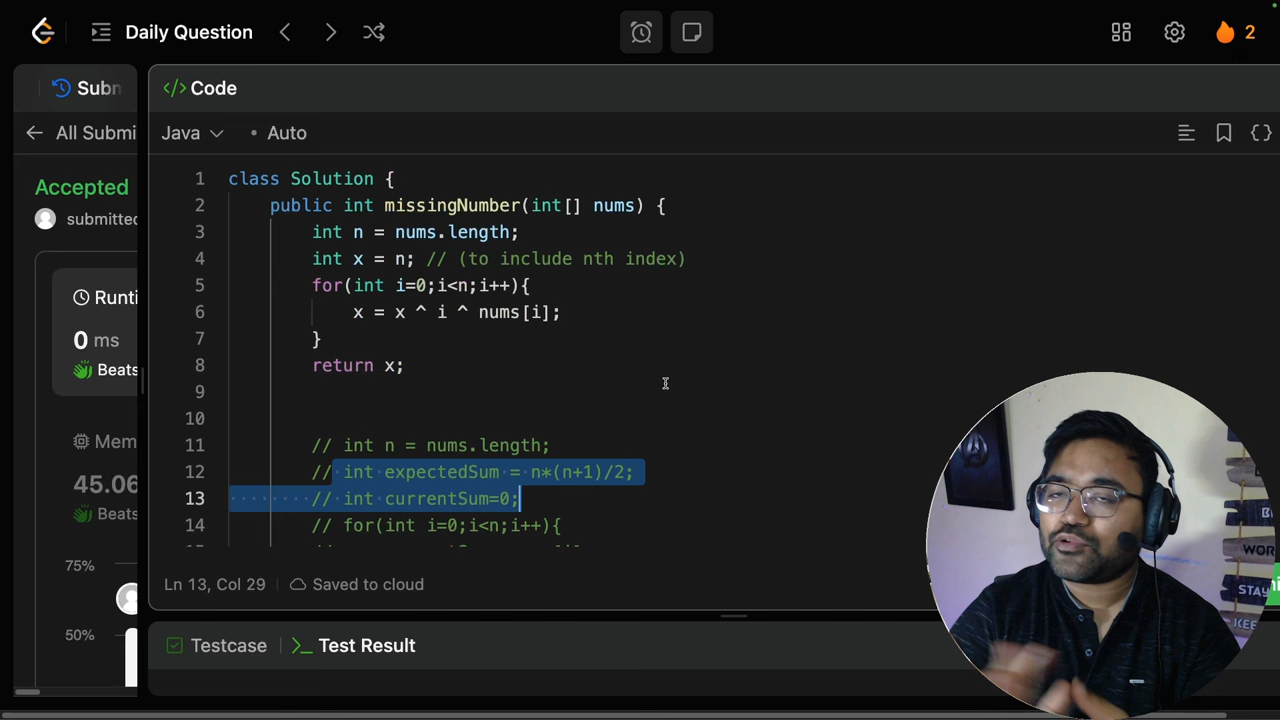 Daily Question
2
Subm
Code
All Submi
Java
Auto
Accepted
submitted
Runti
0 ms
Beats
Mem
45.06
Beats
75%
50%
1 class Solution {
2 public int missingNumber(int[] nums) {
3 int n = nums.length;
4 int x = n; // (to include nth index)
5 for(int i=0;i<n;i++){
6 x = x ^ i ^ nums[i];
7 }
8 return x;
9
10
11 // int n = nums.length;
12 // int expectedSum = n*(n+1)/2;
13 // int currentSum=0;
14 // for(int i=0;i<n;i++){
Ln 13, Col 29
Saved to cloud
Testcase
Test Result
WOR
STAY
KEE